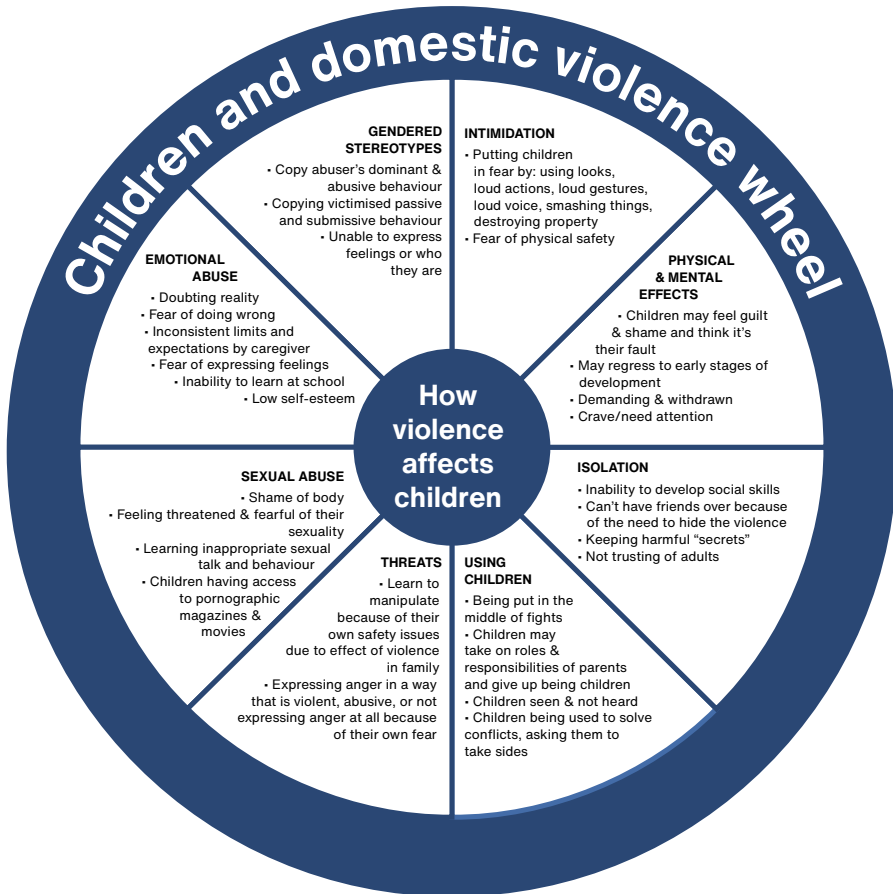 Children and domestic violence wheel
How
violence
affects
children
GENDERED
STEREOTYPES
• Copy abuser's dominant &
abusive behaviour
• Copying victimised passive
and submissive behaviour
• Unable to express
feelings or who
they are
INTIMIDATION
• Putting children
in fear by: using looks,
loud actions, loud gestures,
loud voice, smashing things,
destroying property
• Fear of physical safety
PHYSICAL
& MENTAL
EFFECTS
• Children may feel guilt
& shame and think it's
their fault
• May regress to early stages of
development
• Demanding & withdrawn
• Crave/need attention
ISOLATION
• Inability to develop social skills
• Can't have friends over because
of the need to hide the violence
• Keeping harmful “secrets”
• Not trusting of adults
USING
CHILDREN
• Being put in the
middle of fights
• Children may
take on roles &
responsibilities of parents
and give up being children
• Children seen & not heard
• Children being used to solve
conflicts, asking them to
take sides
THREATS
• Learn to
manipulate
because of their
own safety issues
due to effect of violence
in family
• Expressing anger in a way
that is violent, abusive, or not
expressing anger at all because
of their own fear
SEXUAL ABUSE
• Shame of body
• Feeling threatened & fearful of their
sexuality
• Learning inappropriate sexual
talk and behaviour
• Children having access
to pornographic
magazines &
movies
EMOTIONAL
ABUSE
• Doubting reality
• Fear of doing wrong
• Inconsistent limits and
expectations by caregiver
• Fear of expressing feelings
• Inability to learn at school
• Low self-esteem